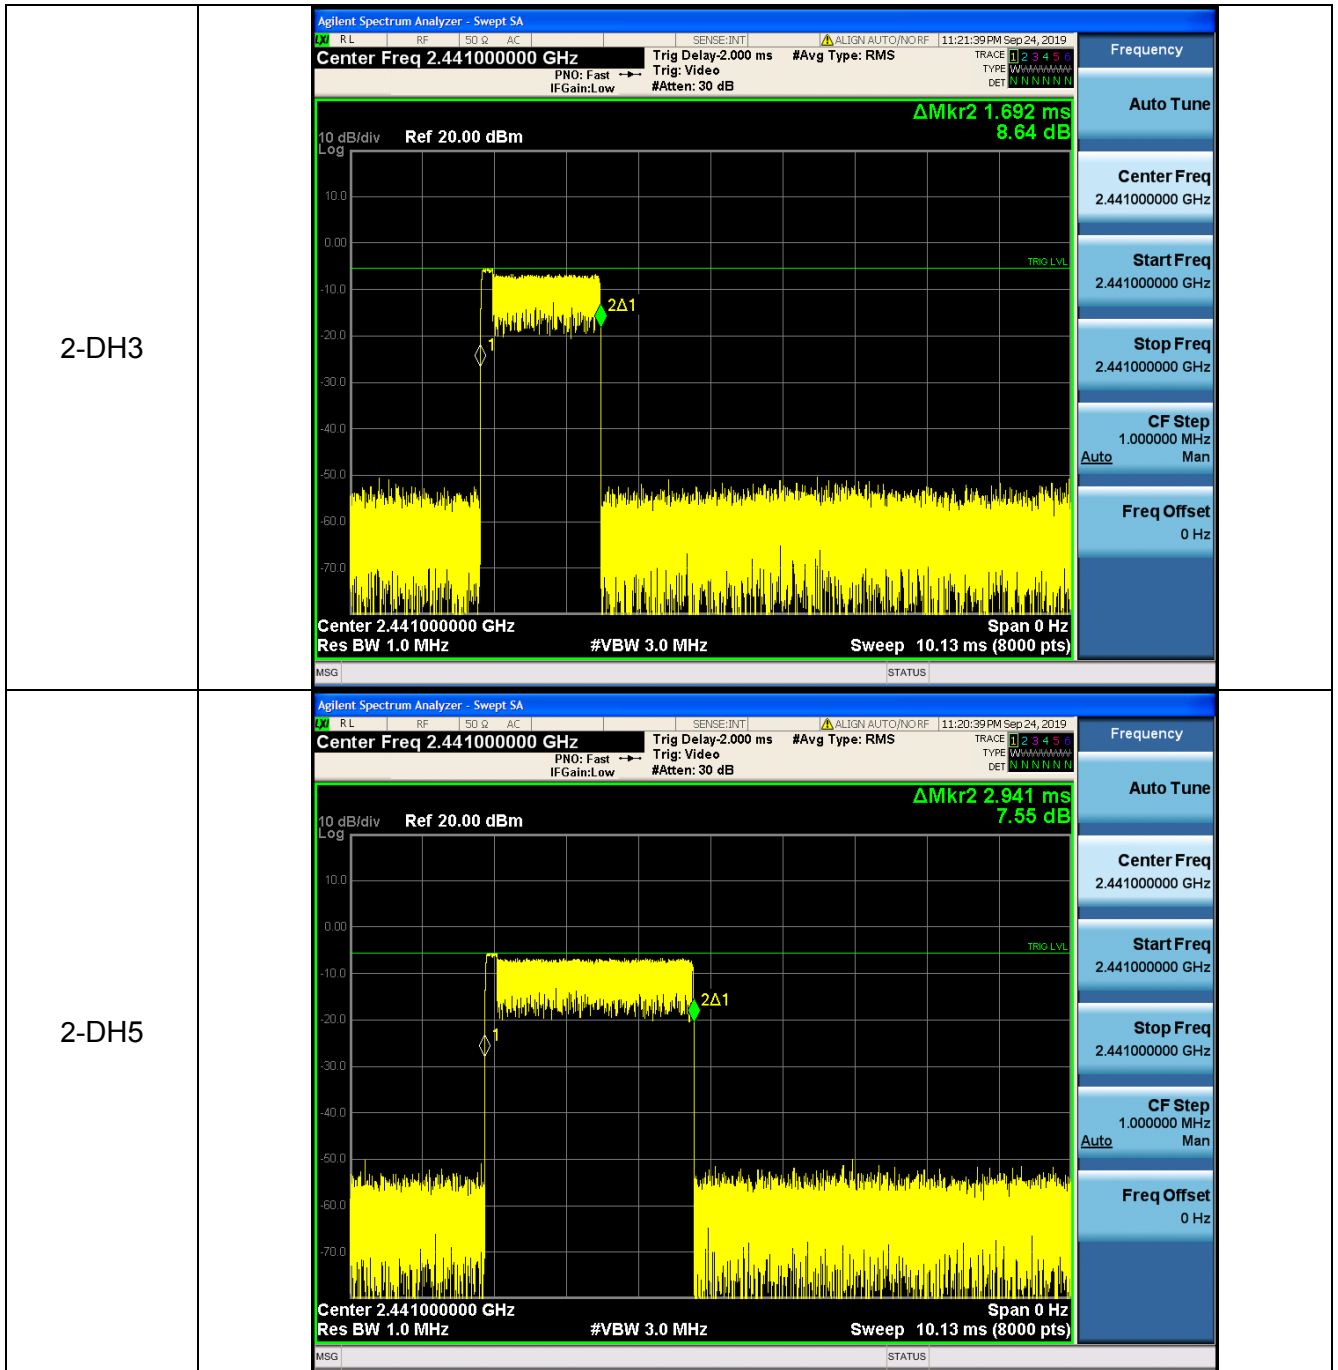 2-DH3
Agilent Spectrum Analyzer - Swept SA
LXI RL RF 50 Ω AC SENSE:INT ALIGN AUTO/NO RF 11:21:39 PM Sep 24, 2019
Center Freq 2.441000000 GHz
PNO: Fast
IFGain:Low
Trig Delay-2.000 ms
Trig: Video
#Atten: 30 dB
#Avg Type: RMS
TRACE 1 2 3 4 5 6
TYPE WWWWWW
DET N N N N N N
ΔMkr2 1.692 ms
8.64 dB
10 dB/div Ref 20.00 dBm
Log
10.0
0.00
TRIG LVL
-10.0
2Δ1
-20.0
1
-30.0
-40.0
-50.0
-60.0
-70.0
Center 2.441000000 GHz Span 0 Hz
Res BW 1.0 MHz #VBW 3.0 MHz Sweep 10.13 ms (8000 pts)
MSG STATUS
Frequency
Auto Tune
Center Freq
2.441000000 GHz
Start Freq
2.441000000 GHz
Stop Freq
2.441000000 GHz
CF Step
1.000000 MHz
Auto Man
Freq Offset
0 Hz
2-DH5
Agilent Spectrum Analyzer - Swept SA
LXI RL RF 50 Ω AC SENSE:INT ALIGN AUTO/NO RF 11:20:39 PM Sep 24, 2019
Center Freq 2.441000000 GHz
PNO: Fast
IFGain:Low
Trig Delay-2.000 ms
Trig: Video
#Atten: 30 dB
#Avg Type: RMS
TRACE 1 2 3 4 5 6
TYPE WWWWWW
DET N N N N N N
ΔMkr2 2.941 ms
7.55 dB
10 dB/div Ref 20.00 dBm
Log
10.0
0.00
TRIG LVL
-10.0
2Δ1
-20.0
1
-30.0
-40.0
-50.0
-60.0
-70.0
Center 2.441000000 GHz Span 0 Hz
Res BW 1.0 MHz #VBW 3.0 MHz Sweep 10.13 ms (8000 pts)
MSG STATUS
Frequency
Auto Tune
Center Freq
2.441000000 GHz
Start Freq
2.441000000 GHz
Stop Freq
2.441000000 GHz
CF Step
1.000000 MHz
Auto Man
Freq Offset
0 Hz